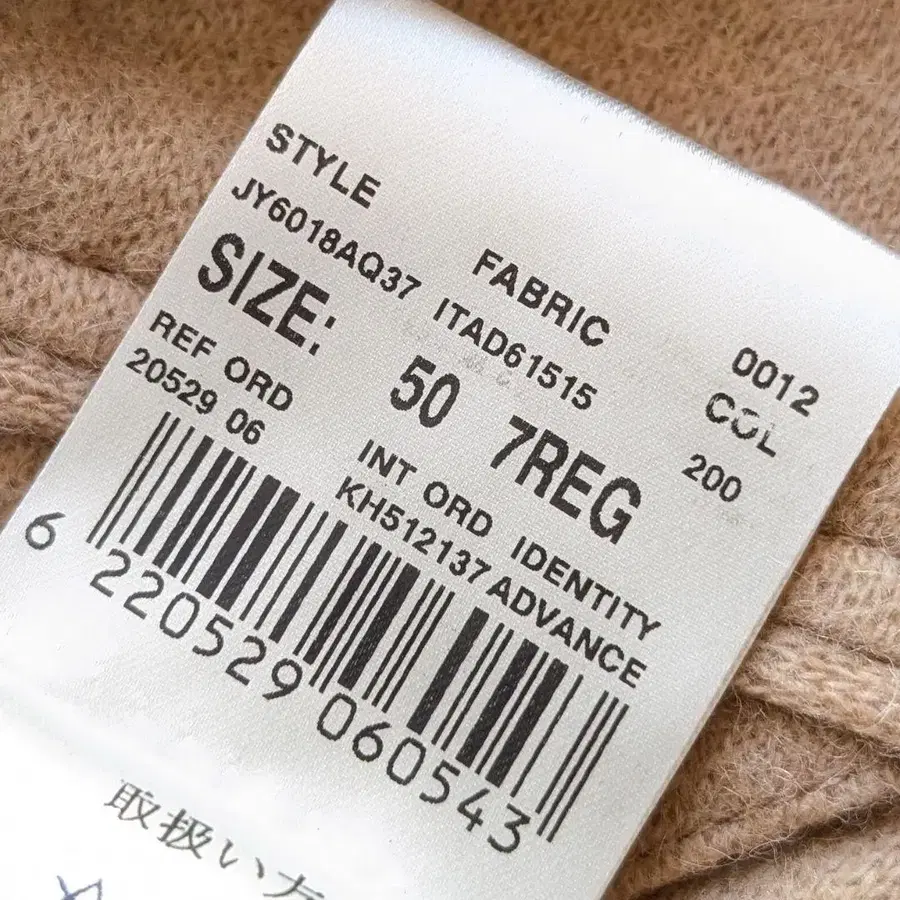 0012
STYLE FABRIC COL
JY6018AQ37 ITAD61515 200
SIZE: 50 7REG
REF ORD INT ORD IDENTITY
20529 06 KH512137 ADVANCE
6 220529 060543
取扱い方